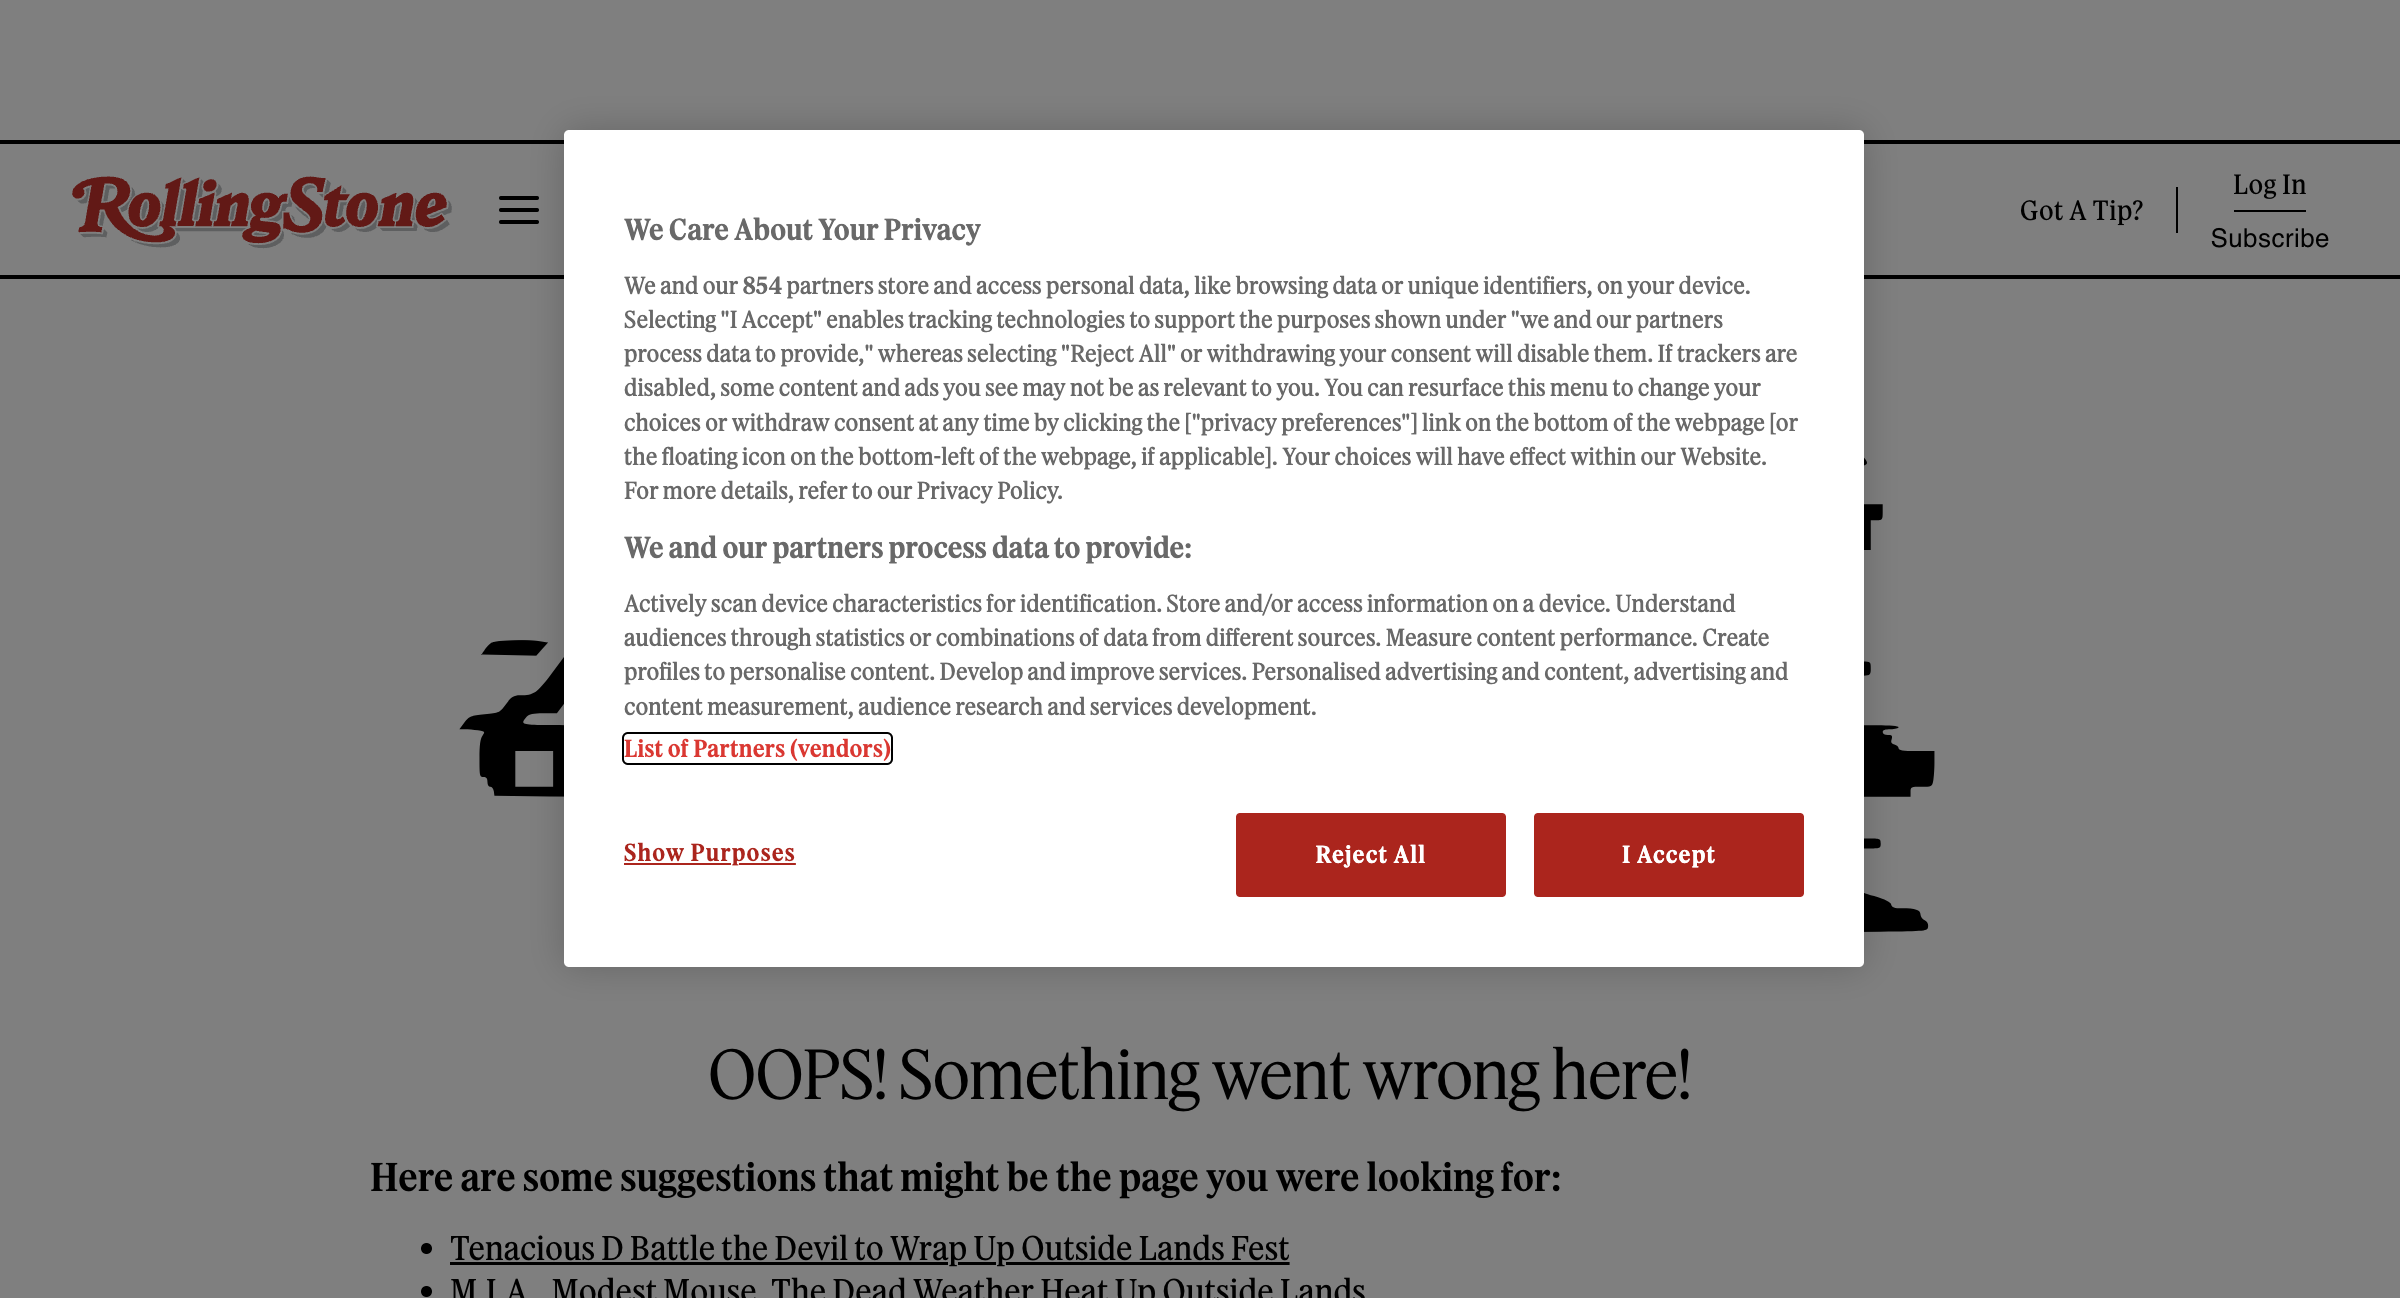 RollingStone
Got A Tip?
Log In
Subscribe
We Care About Your Privacy
We and our 854 partners store and access personal data, like browsing data or unique identifiers, on your device.
Selecting "I Accept" enables tracking technologies to support the purposes shown under "we and our partners
process data to provide," whereas selecting "Reject All" or withdrawing your consent will disable them. If trackers are
disabled, some content and ads you see may not be as relevant to you. You can resurface this menu to change your
choices or withdraw consent at any time by clicking the ["privacy preferences"] link on the bottom of the webpage [or
the floating icon on the bottom-left of the webpage, if applicable]. Your choices will have effect within our Website.
For more details, refer to our Privacy Policy.
We and our partners process data to provide:
Actively scan device characteristics for identification. Store and/or access information on a device. Understand
audiences through statistics or combinations of data from different sources. Measure content performance. Create
profiles to personalise content. Develop and improve services. Personalised advertising and content, advertising and
content measurement, audience research and services development.
List of Partners (vendors)
Show Purposes
Reject All
I Accept
OOPS! Something went wrong here!
Here are some suggestions that might be the page you were looking for:
• Tenacious D Battle the Devil to Wrap Up Outside Lands Fest
• M.I.A., Modest Mouse, The Dead Weather Heat Up Outside Lands